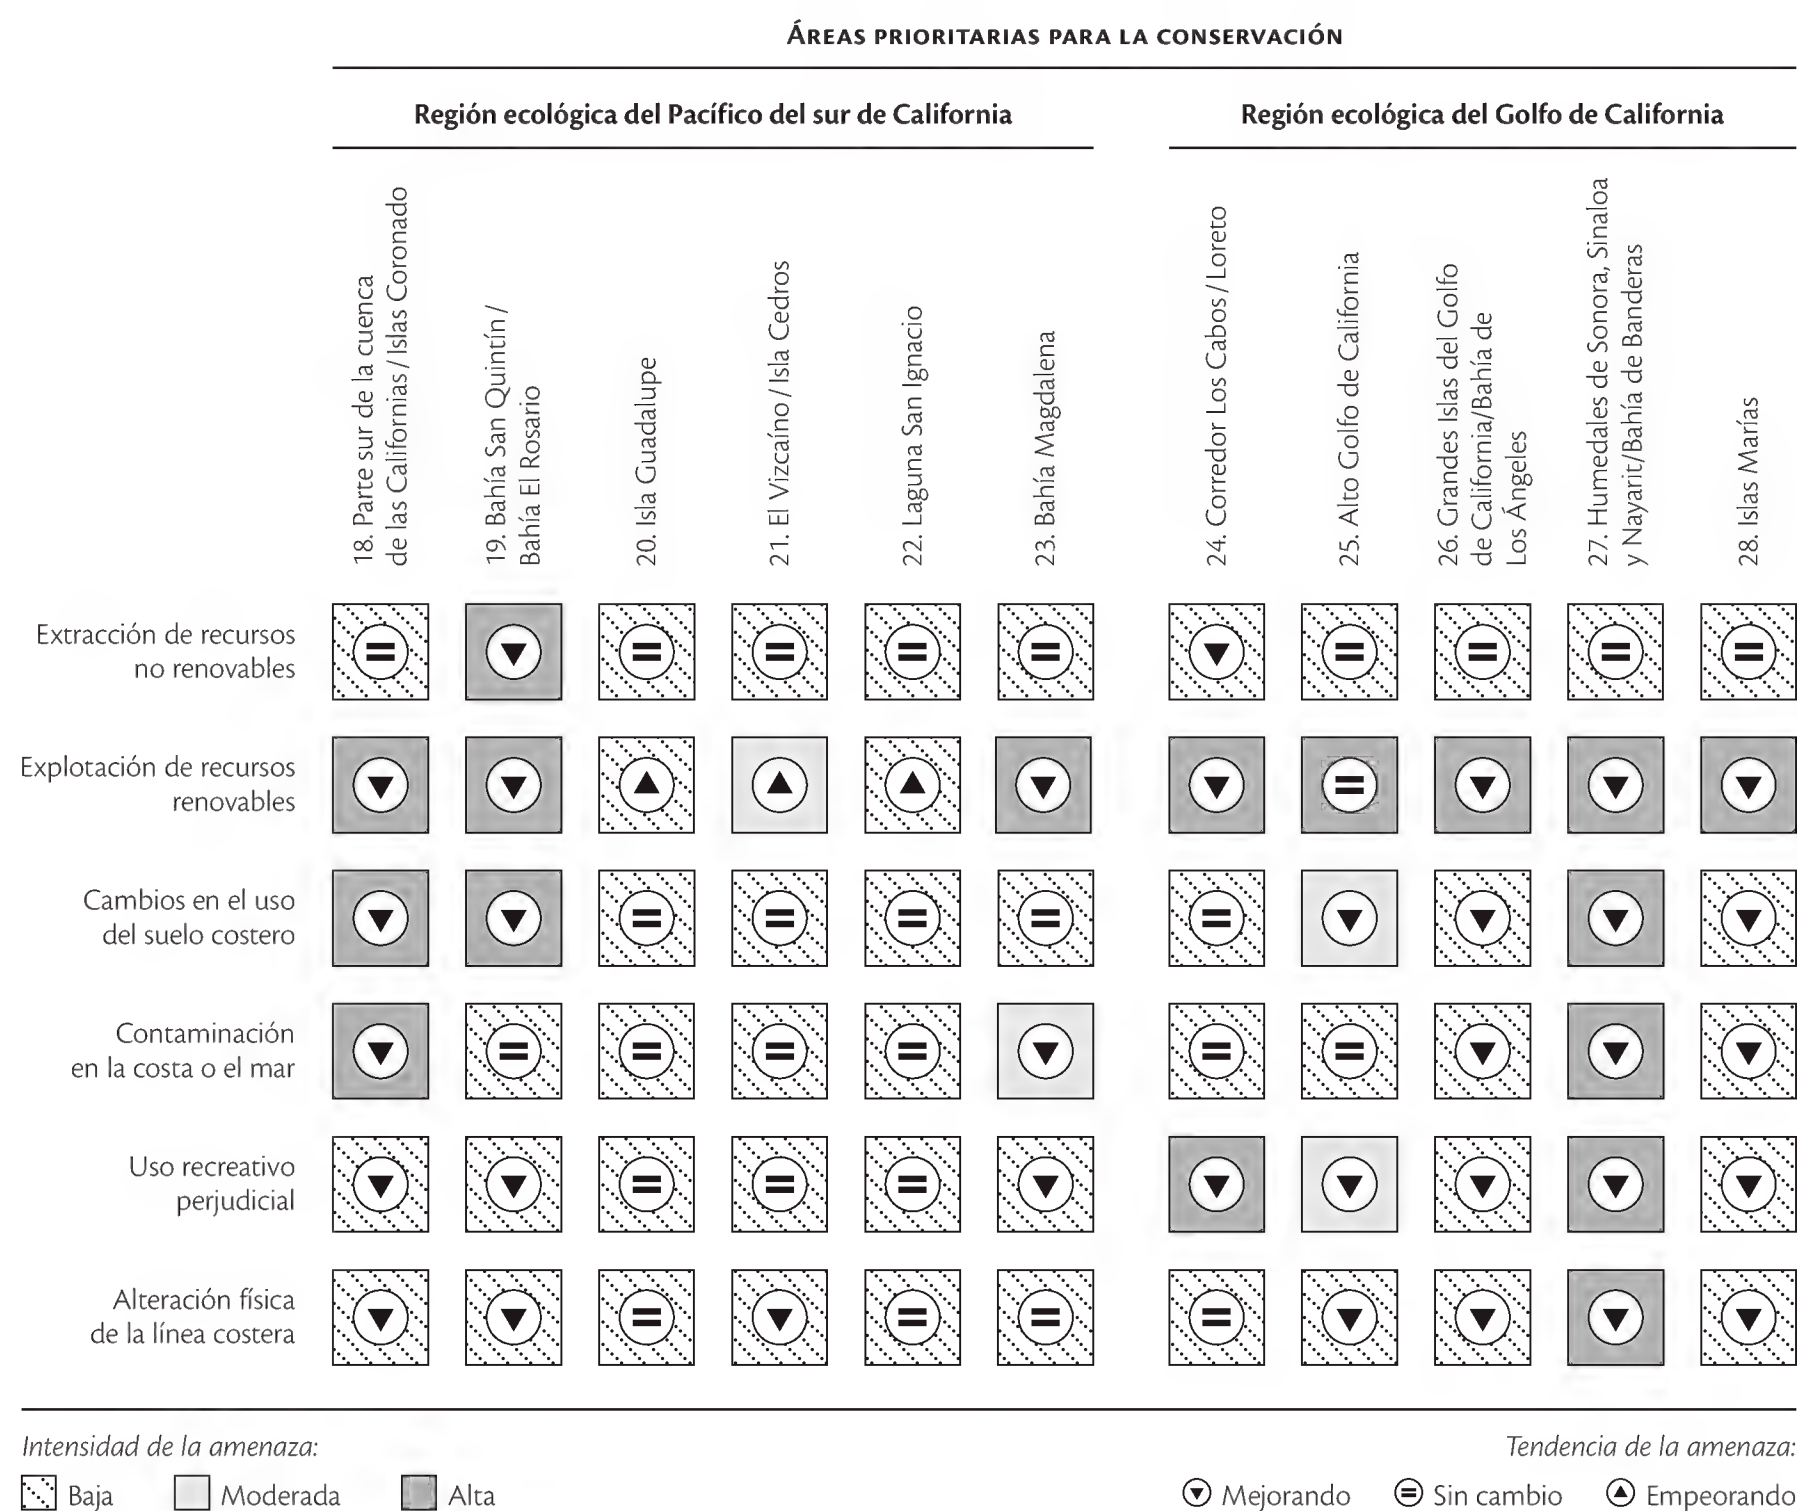 ÁREAS PRIORITARIAS PARA LA CONSERVACIÓN
Región ecológica del Pacífico del sur de California
Región ecológica del Golfo de California
18. Parte sur de la cuenca
de las Californias / Islas Coronado
19. Bahía San Quintín /
Bahía El Rosario
20. Isla Guadalupe
21. El Vizcaíno / Isla Cedros
22. Laguna San Ignacio
23. Bahía Magdalena
24. Corredor Los Cabos / Loreto
25. Alto Golfo de California
26. Grandes Islas del Golfo
de California/Bahía de
Los Ángeles
27. Humedales de Sonora, Sinaloa
y Nayarit/Bahía de Banderas
28. Islas Marías
Extracción de recursos
no renovables
Explotación de recursos
renovables
Cambios en el uso
del suelo costero
Contaminación
en la costa o el mar
Uso recreativo
perjudicial
Alteración física
de la línea costera
Intensidad de la amenaza:
Baja
Moderada
Alta
Tendencia de la amenaza:
Mejorando
Sin cambio
Empeorando